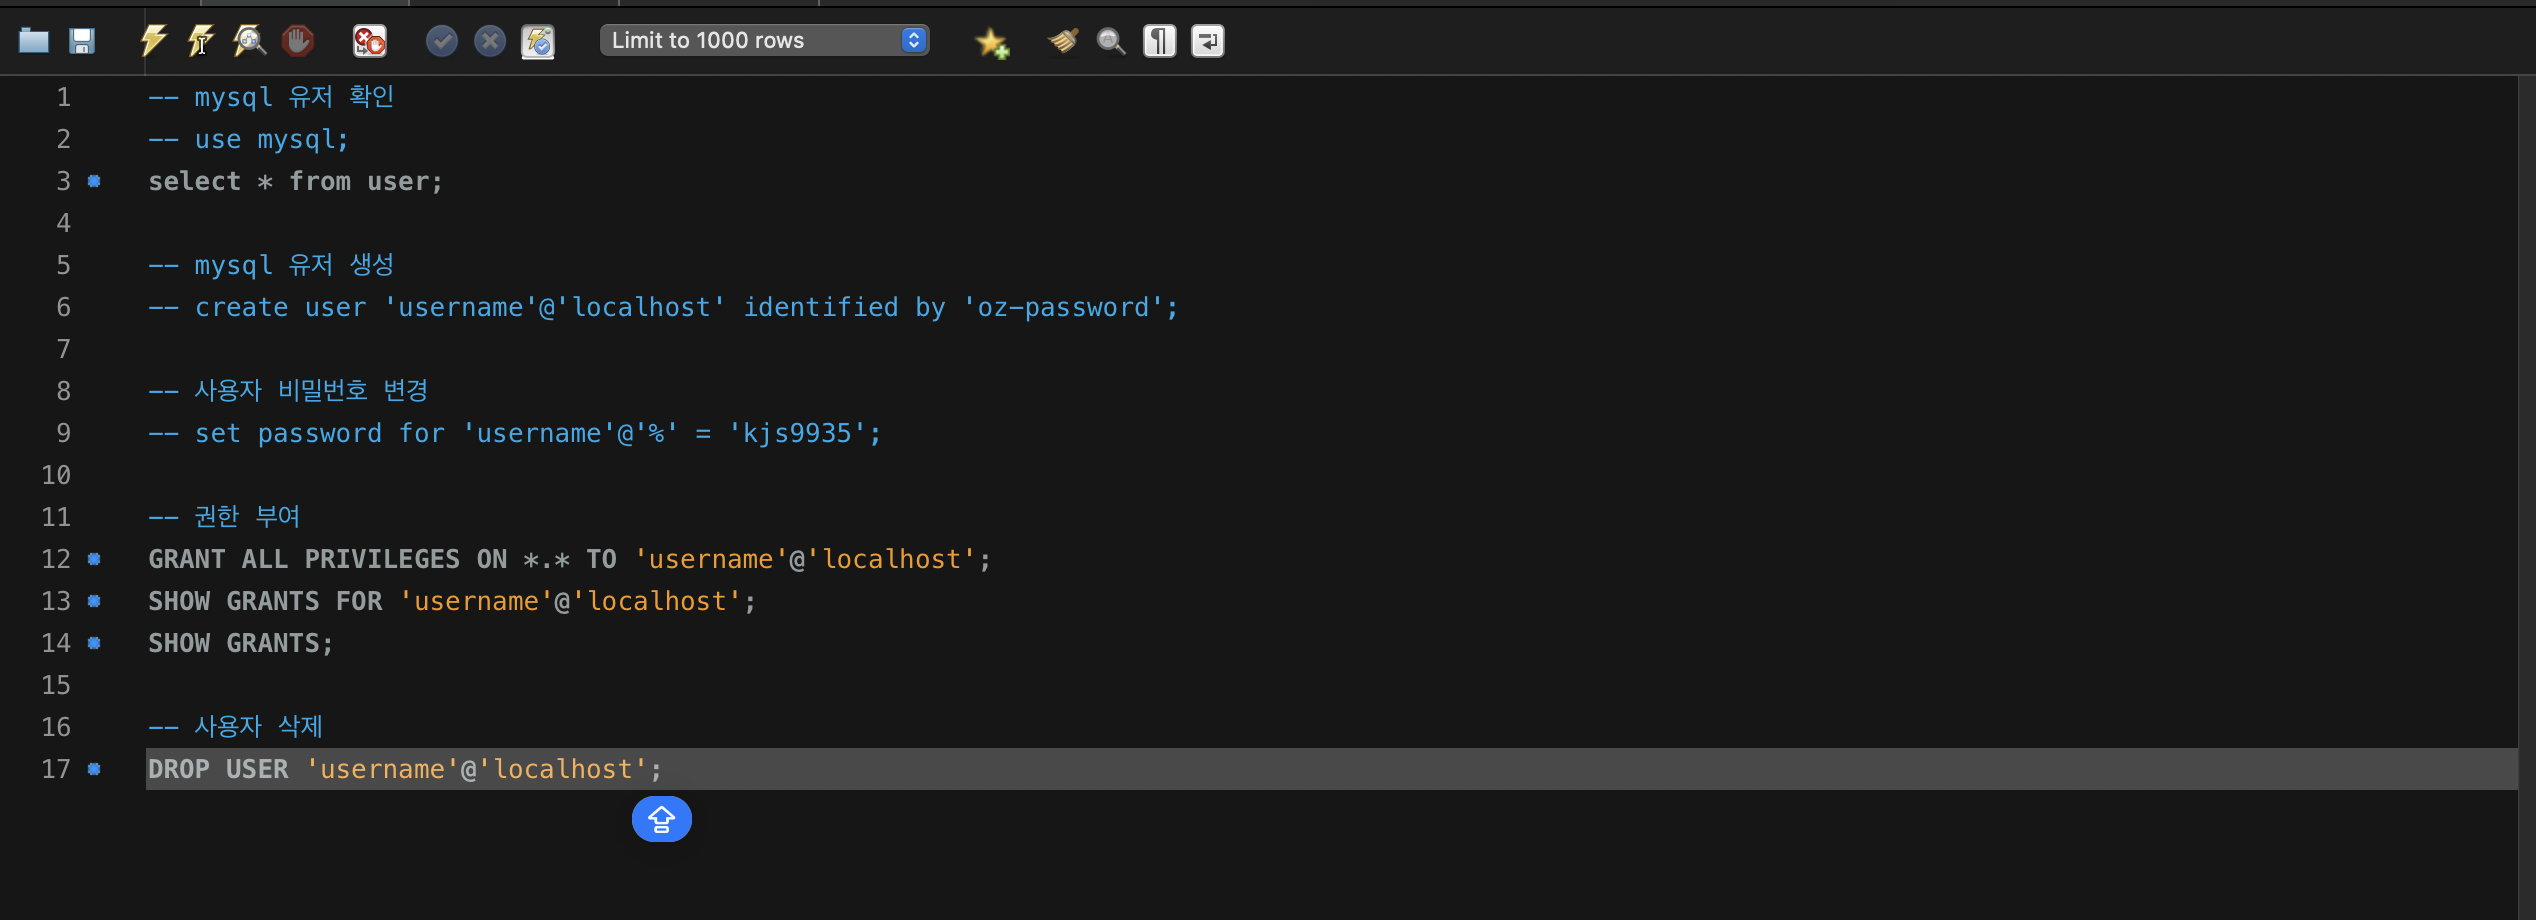 Limit to 1000 rows
1 -- mysql 유저 확인
2 -- use mysql;
3 select * from user;
4
5 -- mysql 유저 생성
6 -- create user 'username'@'localhost' identified by 'oz-password';
7
8 -- 사용자 비밀번호 변경
9 -- set password for 'username'@'%' = 'kjs9935';
10
11 -- 권한 부여
12 GRANT ALL PRIVILEGES ON *.* TO 'username'@'localhost';
13 SHOW GRANTS FOR 'username'@'localhost';
14 SHOW GRANTS;
15
16 -- 사용자 삭제
17 DROP USER 'username'@'localhost';